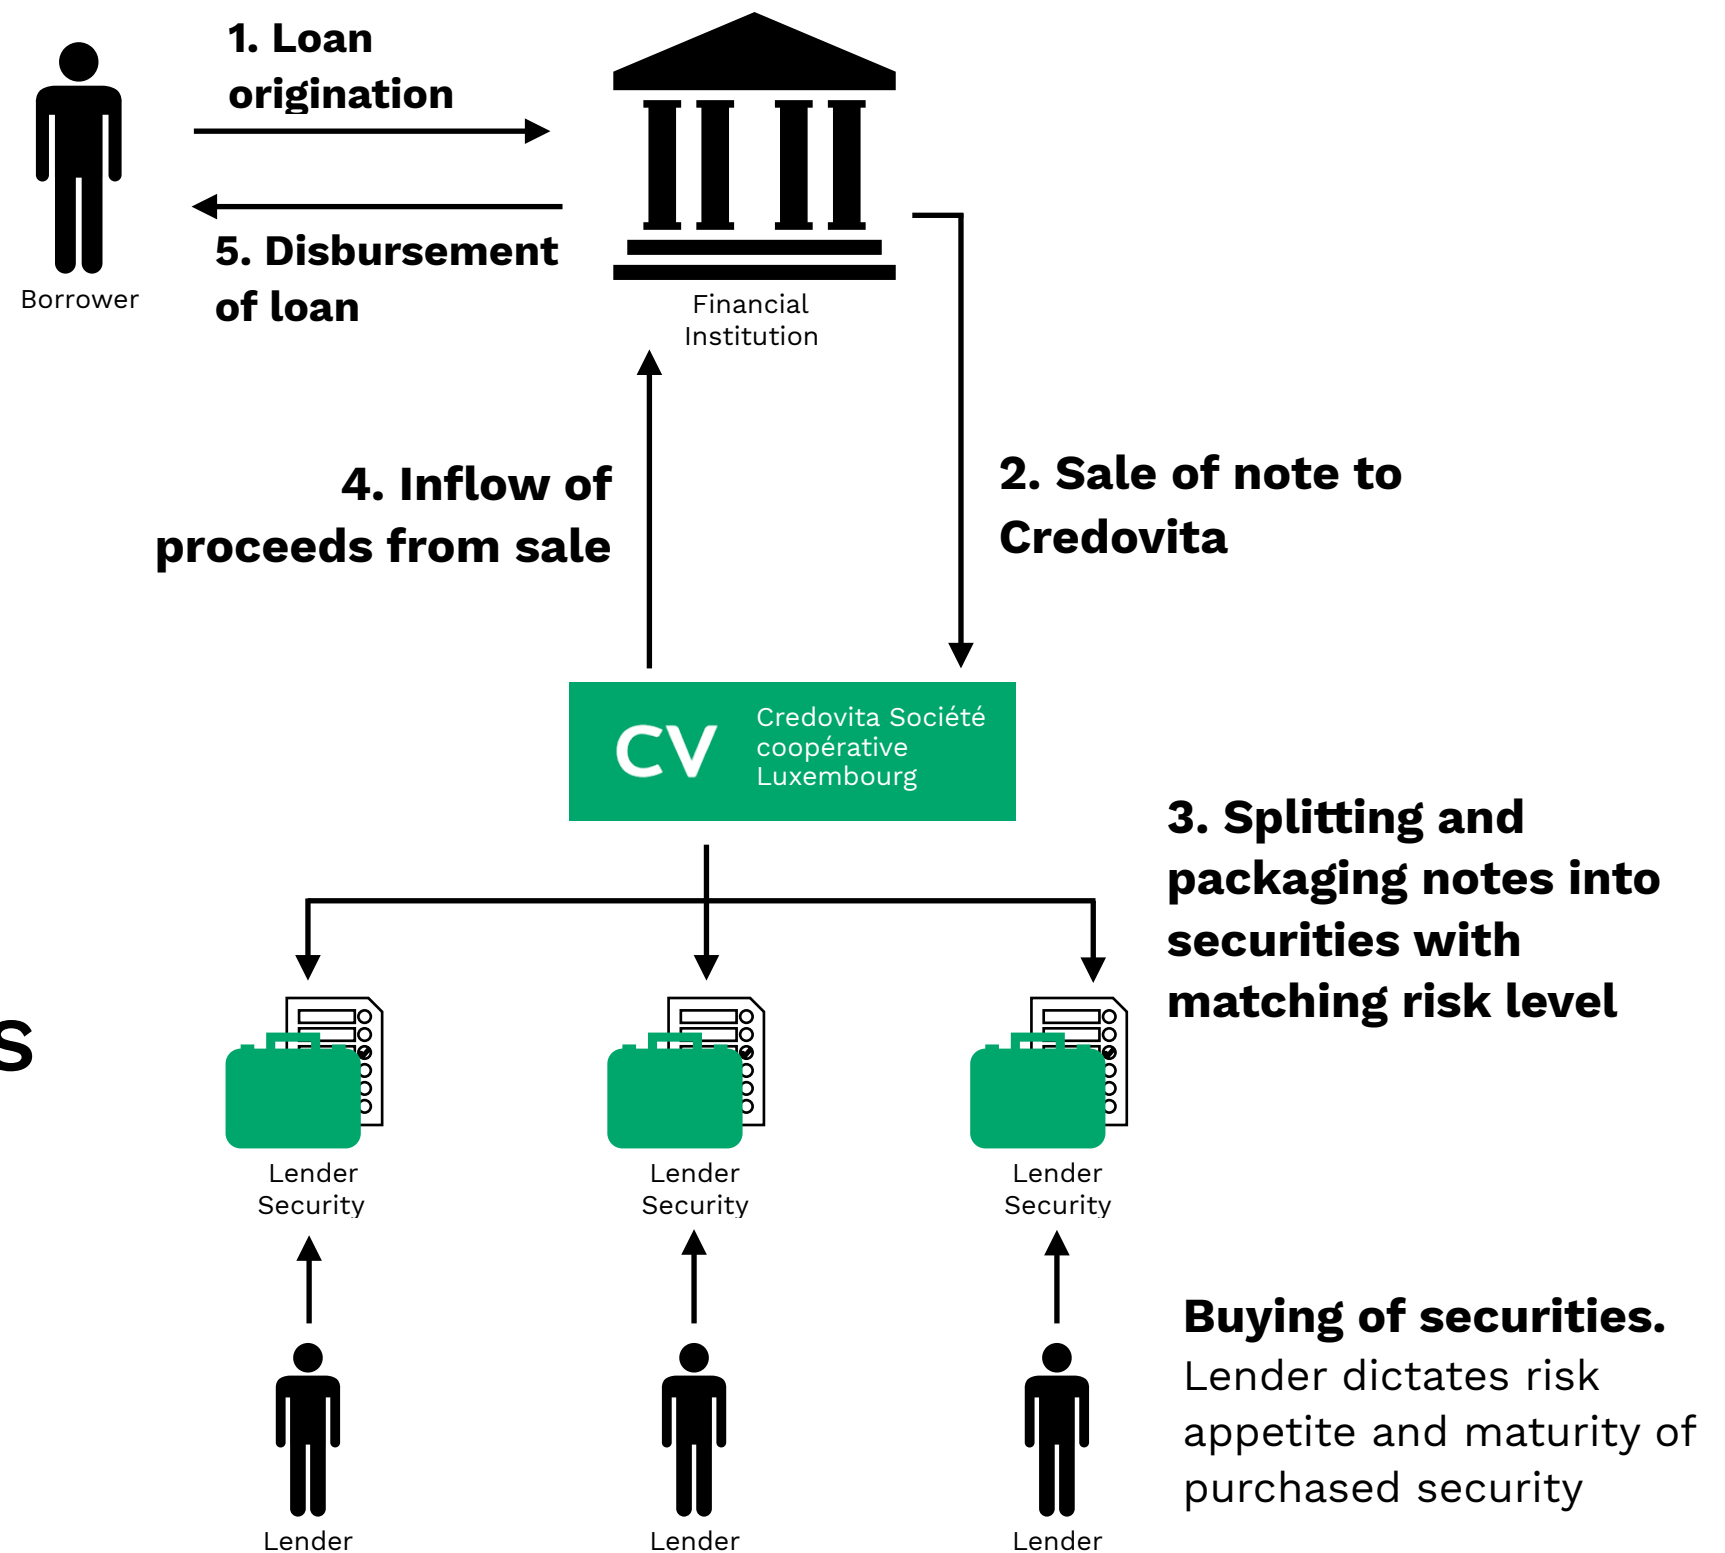 1. Loan
origination
5. Disbursement
of loan
Borrower
Financial
Institution
4. Inflow of
proceeds from sale
2. Sale of note to
Credovita
CV
Credovita Société
coopérative
Luxembourg
3. Splitting and
packaging notes into
securities with
matching risk level
s
Lender
Security
Lender
Security
Lender
Security
Buying of securities.
Lender dictates risk
appetite and maturity of
purchased security
Lender
Lender
Lender